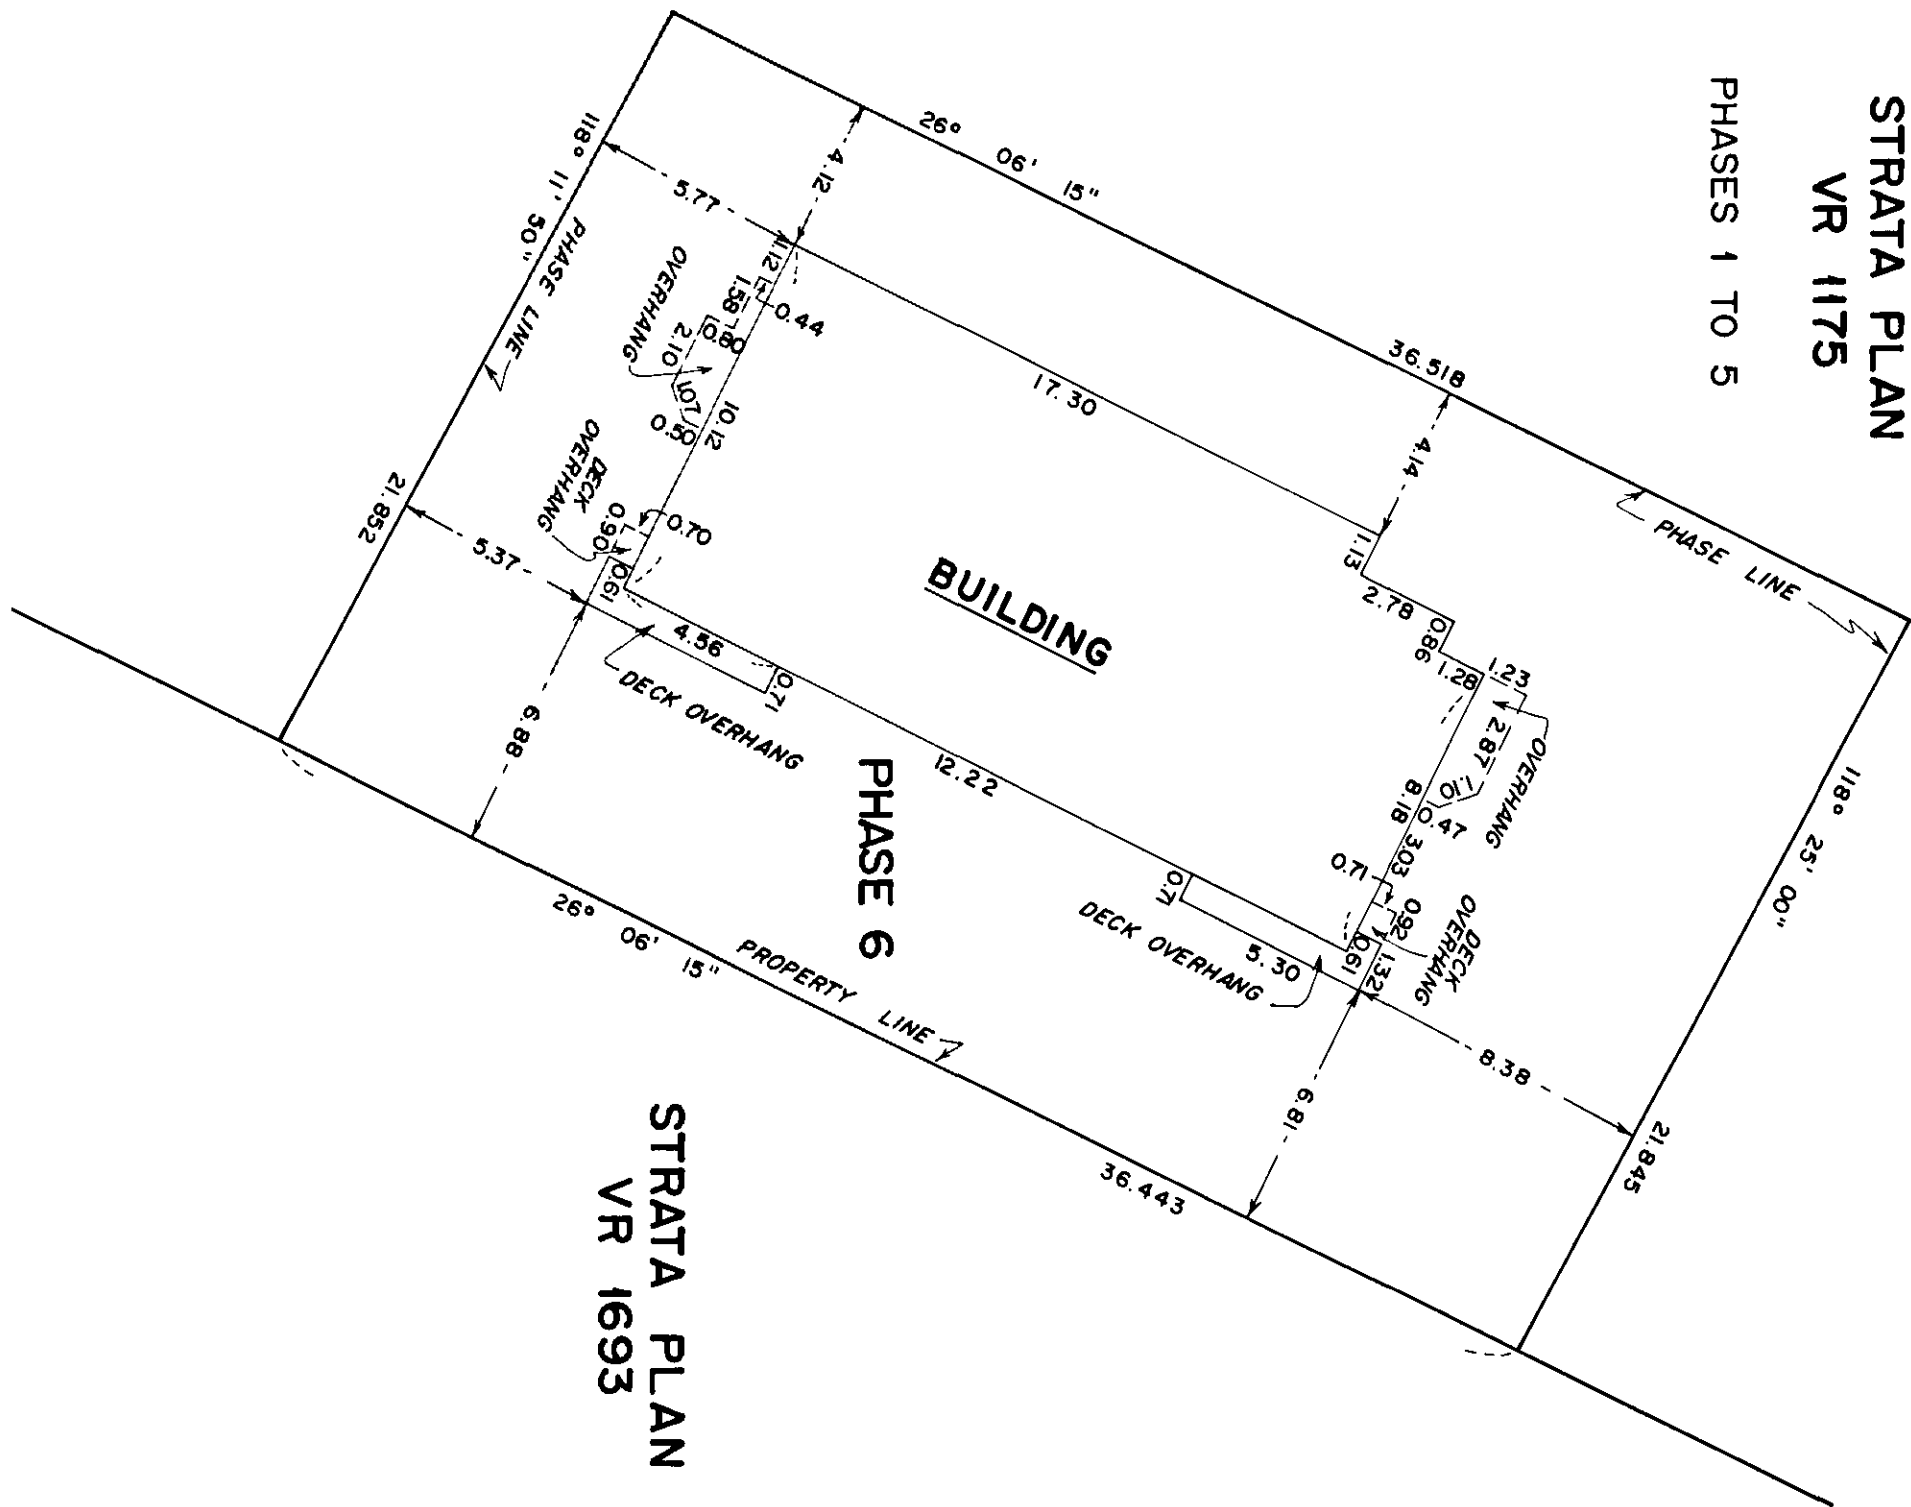 STRATA PLAN
VR 1175
PHASES 1 TO 5
26° 06' 15"
36.518
PHASE LINE
118° 11' 50"
21.852
PHASE LINE
118° 25' 00"
21.845
4.12
5.77
4.14
17.30
1.13
2.78
0.86
1.28
1.23
2.87
1.10
0.47
8.18
3.03
0.71
0.92
0.61
1.32
OVERHANG
DECK
OVERHANG
8.38
6.81
1.12
1.58
0.44
0.80
2.10
1.07
0.50
10.12
OVERHANG
DECK
OVERHANG
0.90
0.70
0.61
5.37
6.88
4.56
0.71
DECK OVERHANG
12.22
0.71
5.30
DECK OVERHANG
BUILDING
PHASE 6
26° 06' 15"
PROPERTY LINE
36.443
STRATA PLAN
VR 1693